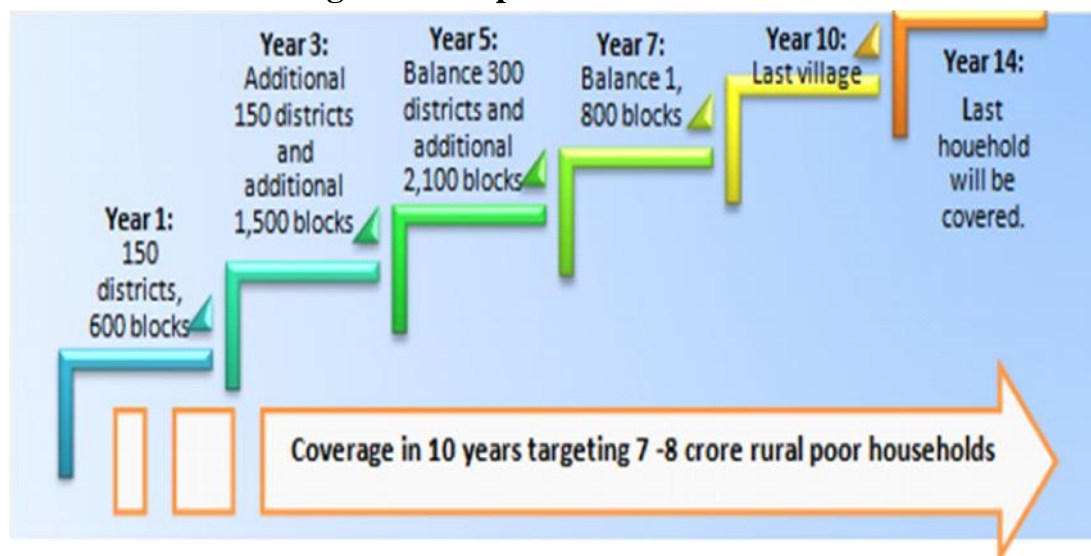 Year 1:
150
districts,
600 blocks
Year 3:
Additional
150 districts
and
additional
1,500 blocks
Year 5:
Balance 300
districts and
additional
2,100 blocks
Year 7:
Balance 1,
800 blocks
Year 10:
Last village
Year 14:
Last
houehold
will be
covered.
Coverage in 10 years targeting 7 -8 crore rural poor households